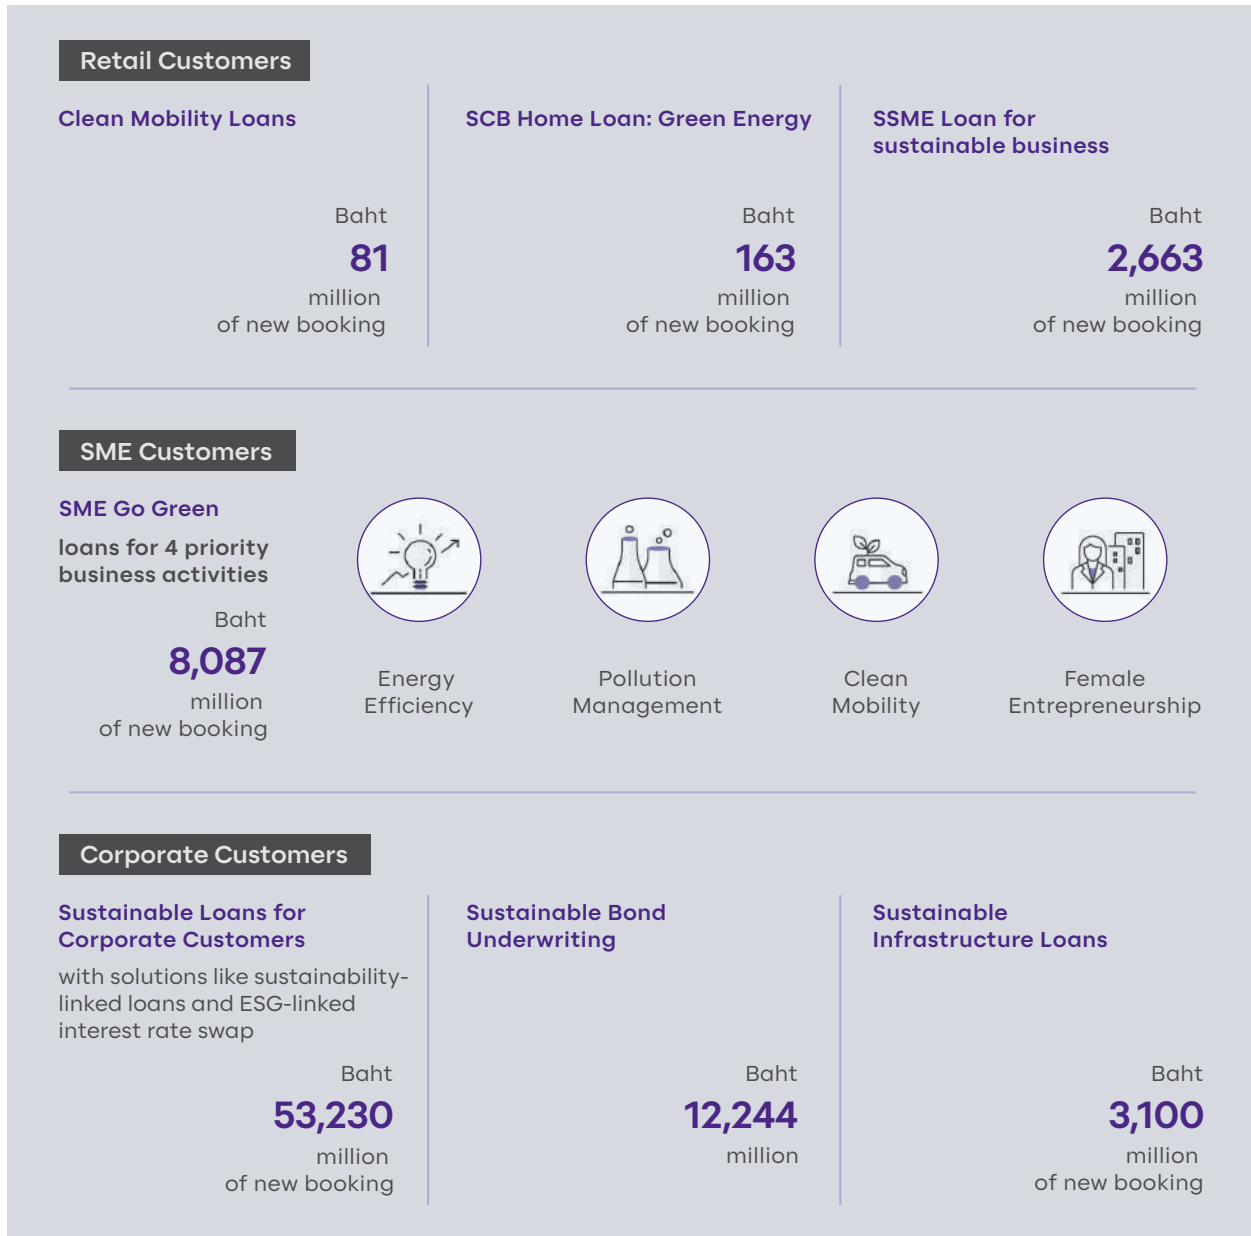 Retail Customers
Clean Mobility Loans
Baht
81
million
of new booking
SCB Home Loan: Green Energy
Baht
163
million
of new booking
SSME Loan for
sustainable business
Baht
2,663
million
of new booking
SME Customers
SME Go Green
loans for 4 priority
business activities
Baht
8,087
million
of new booking
Energy
Efficiency
Pollution
Management
Clean
Mobility
Female
Entrepreneurship
Corporate Customers
Sustainable Loans for
Corporate Customers
with solutions like sustainability-
linked loans and ESG-linked
interest rate swap
Baht
53,230
million
of new booking
Sustainable Bond
Underwriting
Baht
12,244
million
Sustainable
Infrastructure Loans
Baht
3,100
million
of new booking